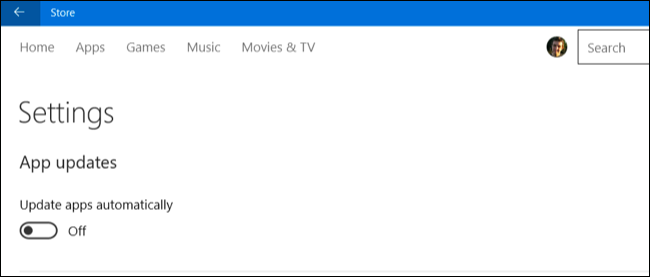 Store
Home Apps Games Music Movies & TV Search
Settings
App updates
Update apps automatically
Off